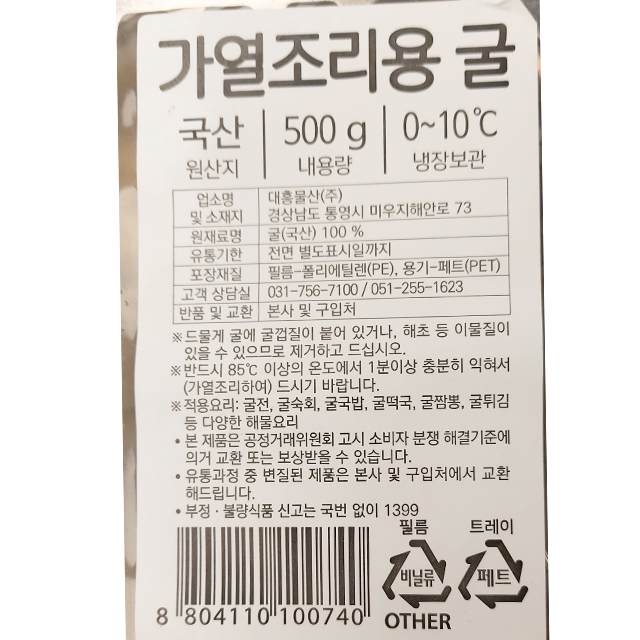 가열조리용 굴
국산 500 g 0~10℃
원산지 내용량 냉장보관
업소명 및 소재지 대흥물산(주)
경상남도 통영시 미우지해안로 73
원재료명 굴(국산) 100 %
유통기한 전면 별도표시일까지
포장재질 필름-폴리에틸렌(PE), 용기-페트(PET)
고객 상담실 031-756-7100 / 051-255-1623
반품 및 교환 본사 및 구입처
※드물게 굴에 굴껍질이 붙어 있거나, 해초 등 이물질이
있을 수 있으므로 제거하고 드십시오.
※반드시 85℃ 이상의 온도에서 1분이상 충분히 익혀서
(가열조리하여) 드시기 바랍니다.
※적용요리: 굴전, 굴숙회, 굴국밥, 굴떡국, 굴짬뽕, 굴튀김
등 다양한 해물요리
• 본 제품은 공정거래위원회 고시 소비자 분쟁 해결기준에
의거 교환 또는 보상받을 수 있습니다.
• 유통과정 중 변질된 제품은 본사 및 구입처에서 교환
해드립니다.
• 부정 · 불량식품 신고는 국번 없이 1399
필름 트레이
비닐류 페트
8 804110 100740 OTHER